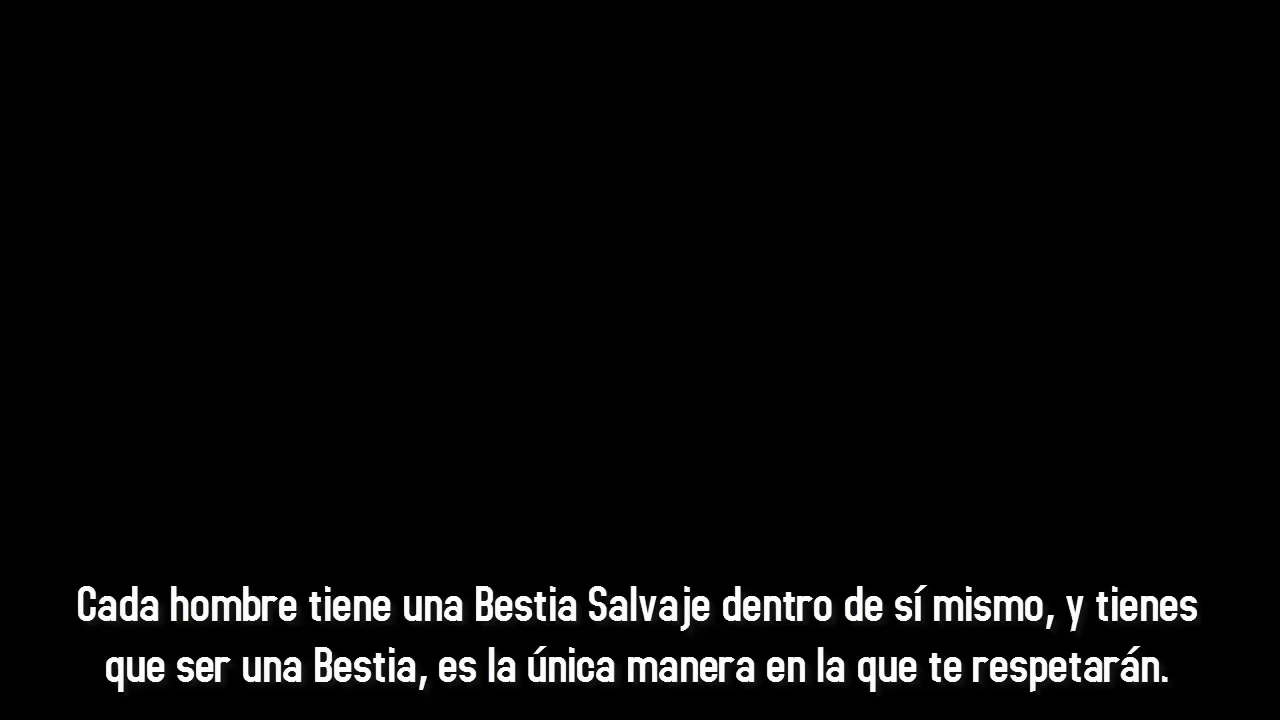 Cada hombre tiene una Bestia Salvaje dentro de sí mismo, y tienes
que ser una Bestia, es la única manera en la que te respetarán.